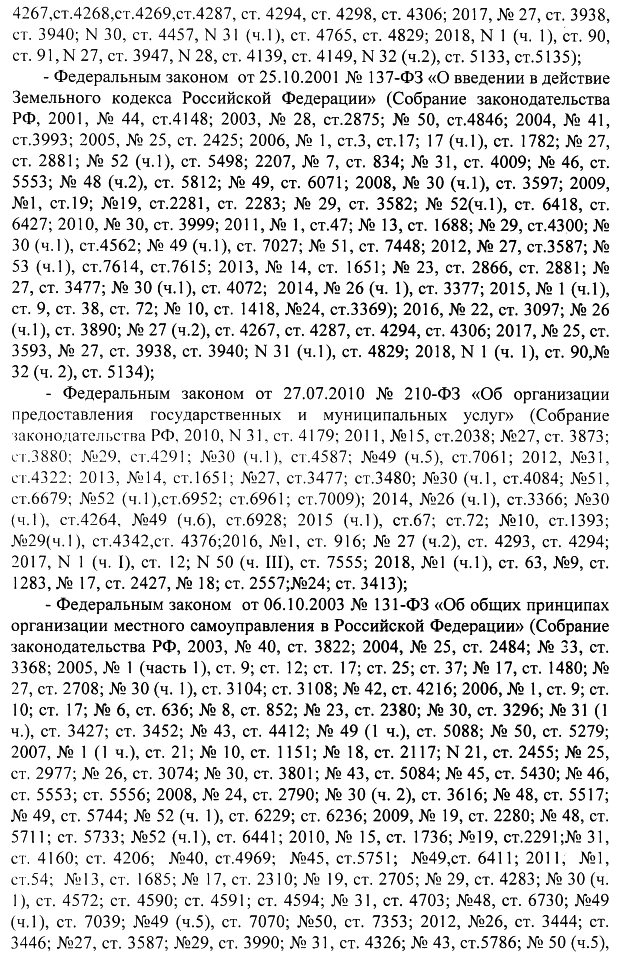 4267,ст.4268,ст.4269,ст.4287, ст. 4294, ст. 4298, ст. 4306; 2017, № 27, ст. 3938,
ст. 3940; N 30, ст. 4457, N 31 (ч.1), ст. 4765, ст. 4829; 2018, N 1 (ч. 1), ст. 90,
ст. 91, N 27, ст. 3947, N 28, ст. 4139, ст. 4149, N 32 (ч.2), ст. 5133, ст.5135);
- Федеральным законом от 25.10.2001 № 137-ФЗ «О введении в действие
Земельного кодекса Российской Федерации» (Собрание законодательства
РФ, 2001, № 44, ст.4148; 2003, № 28, ст.2875; № 50, ст.4846; 2004, № 41,
ст.3993; 2005, № 25, ст. 2425; 2006, № 1, ст.3, ст.17; 17 (ч.1), ст. 1782; № 27,
ст. 2881; № 52 (ч.1), ст. 5498; 2207, № 7, ст. 834; № 31, ст. 4009; № 46, ст.
5553; № 48 (ч.2), ст. 5812; № 49, ст. 6071; 2008, № 30 (ч.1), ст. 3597; 2009,
№1, ст.19; №19, ст.2281, ст. 2283; № 29, ст. 3582; № 52(ч.1), ст. 6418, ст.
6427; 2010, № 30, ст. 3999; 2011, № 1, ст.47; № 13, ст. 1688; № 29, ст.4300; №
30 (ч.1), ст.4562; № 49 (ч.1), ст. 7027; № 51, ст. 7448; 2012, № 27, ст.3587; №
53 (ч.1), ст.7614, ст.7615; 2013, № 14, ст. 1651; № 23, ст. 2866, ст. 2881; №
27, ст. 3477; № 30 (ч.1), ст. 4072; 2014, № 26 (ч. 1), ст. 3377; 2015, № 1 (ч.1),
ст. 9, ст. 38, ст. 72; № 10, ст. 1418, №24, ст.3369); 2016, № 22, ст. 3097; № 26
(ч.1), ст. 3890; № 27 (ч.2), ст. 4267, ст. 4287, ст. 4294, ст. 4306; 2017, № 25, ст.
3593, № 27, ст. 3938, ст. 3940; N 31 (ч.1), ст. 4829; 2018, N 1 (ч. 1), ст. 90,№
32 (ч. 2), ст. 5134);
- Федеральным законом от 27.07.2010 № 210-ФЗ «Об организации
предоставления государственных и муниципальных услуг» (Собрание
законодательства РФ, 2010, N 31, ст. 4179; 2011, №15, ст.2038; №27, ст. 3873;
ст.3880; №29, ст.4291; №30 (ч.1), ст.4587; №49 (ч.5), ст.7061; 2012, №31,
ст.4322; 2013, №14, ст.1651; №27, ст.3477; ст.3480; №30 (ч.1, ст.4084; №51,
ст.6679; №52 (ч.1),ст.6952; ст.6961; ст.7009); 2014, №26 (ч.1), ст.3366; №30
(ч.1), ст.4264, №49 (ч.6), ст.6928; 2015 (ч.1), ст.67; ст.72; №10, ст.1393;
№29(ч.1), ст.4342,ст. 4376;2016, №1, ст. 916; № 27 (ч.2), ст. 4293, ст. 4294;
2017, N 1 (ч. I), ст. 12; N 50 (ч. III), ст. 7555; 2018, №1 (ч.1), ст. 63, №9, ст.
1283, № 17, ст. 2427, № 18; ст. 2557;№24; ст. 3413);
- Федеральным законом от 06.10.2003 № 131-ФЗ «Об общих принципах
организации местного самоуправления в Российской Федерации» (Собрание
законодательства РФ, 2003, № 40, ст. 3822; 2004, № 25, ст. 2484; № 33, ст.
3368; 2005, № 1 (часть 1), ст. 9; ст. 12; ст. 17; ст. 25; ст. 37; № 17, ст. 1480; №
27, ст. 2708; № 30 (ч. 1), ст. 3104; ст. 3108; № 42, ст. 4216; 2006, № 1, ст. 9; ст.
10; ст. 17; № 6, ст. 636; № 8, ст. 852; № 23, ст. 2380; № 30, ст. 3296; № 31 (1
ч.), ст. 3427; ст. 3452; № 43, ст. 4412; № 49 (1 ч.), ст. 5088; № 50, ст. 5279;
2007, № 1 (1 ч.), ст. 21; № 10, ст. 1151; № 18, ст. 2117; N 21, ст. 2455; № 25,
ст. 2977; № 26, ст. 3074; № 30, ст. 3801; № 43, ст. 5084; № 45, ст. 5430; № 46,
ст. 5553; ст. 5556; 2008, № 24, ст. 2790; № 30 (ч. 2), ст. 3616; № 48, ст. 5517;
№ 49, ст. 5744; № 52 (ч. 1), ст. 6229; ст. 6236; 2009, № 19, ст. 2280; № 48, ст.
5711; ст. 5733; №52 (ч.1), ст. 6441; 2010, № 15, ст. 1736; №19, ст.2291;№ 31,
ст. 4160; ст. 4206; №40, ст.4969; №45, ст.5751; №49,ст. 6411; 2011, №1,
ст.54; №13, ст. 1685; № 17, ст. 2310; № 19, ст. 2705; № 29, ст. 4283; № 30 (ч.
1), ст. 4572; ст. 4590; ст. 4591; ст. 4594; № 31, ст. 4703; №48, ст. 6730; №49
(ч.1), ст. 7039; №49 (ч.5), ст. 7070; №50, ст. 7353; 2012, №26, ст. 3444; ст.
3446; №27, ст. 3587; №29, ст. 3990; № 31, ст. 4326; № 43, ст.5786; № 50 (ч.5),